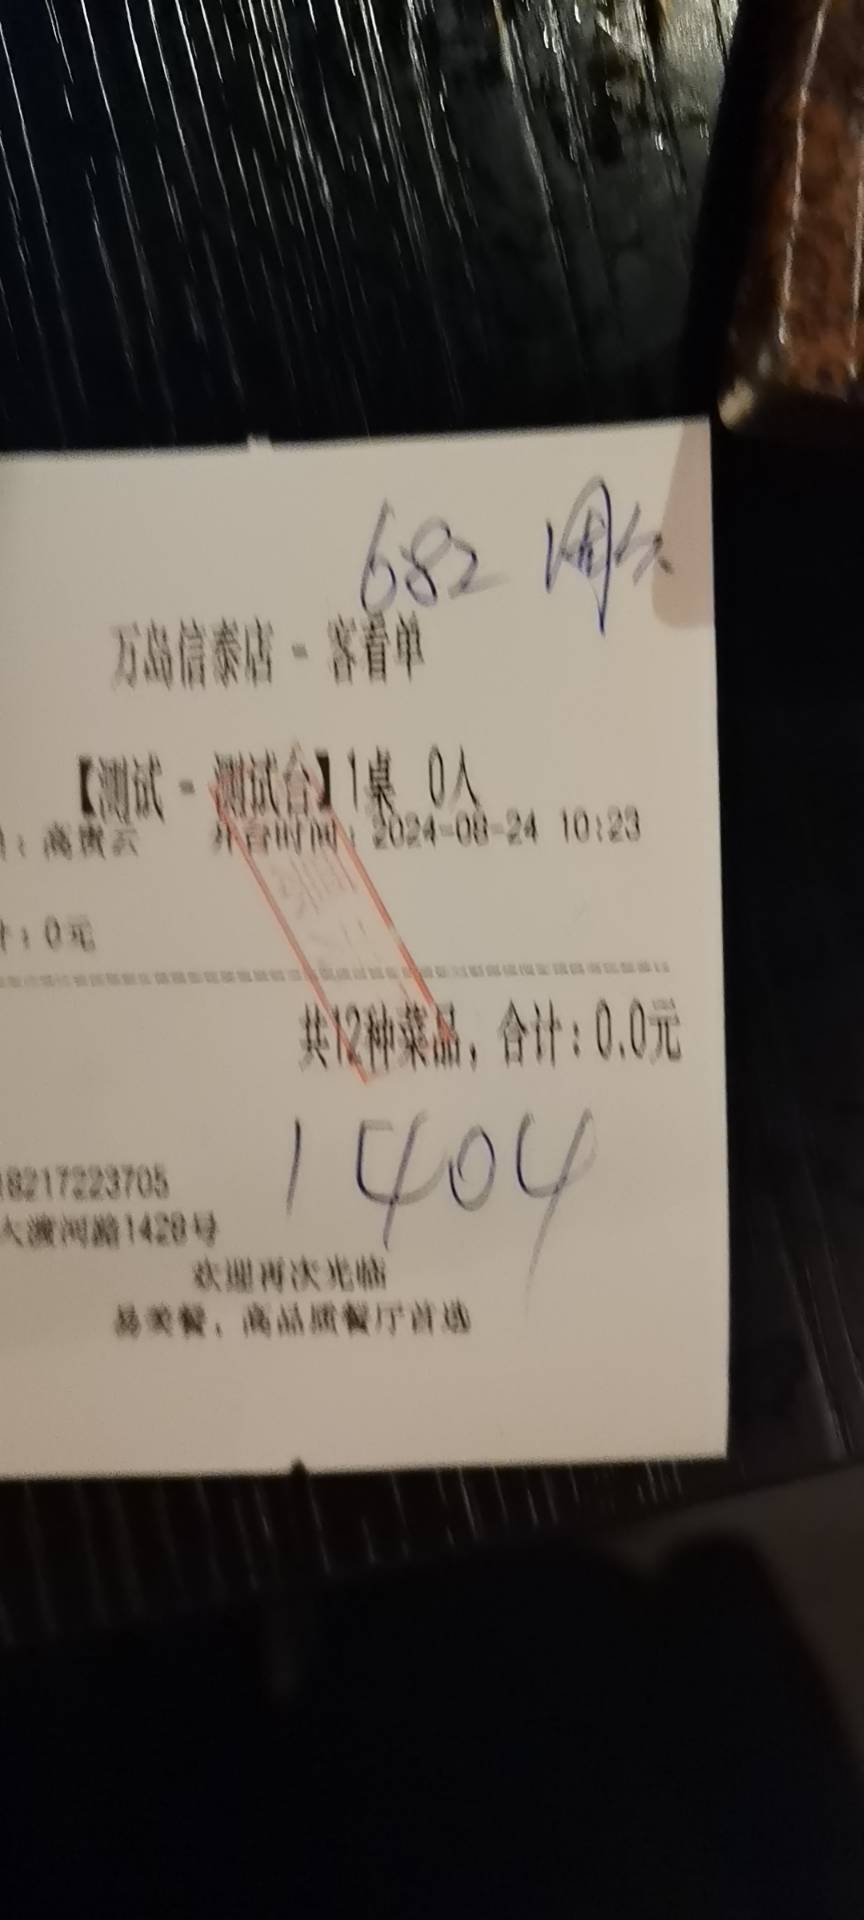 682
万岛信泰店 - 客看单
【测试 - 测试台】1桌 0人
：高贵云 开台时间：2024-08-24 10:23
：0元
共12种菜品，合计：0.0元
1404
18217223705
大渡河路1428号
欢迎再次光临
易美餐，高品质餐厅首选